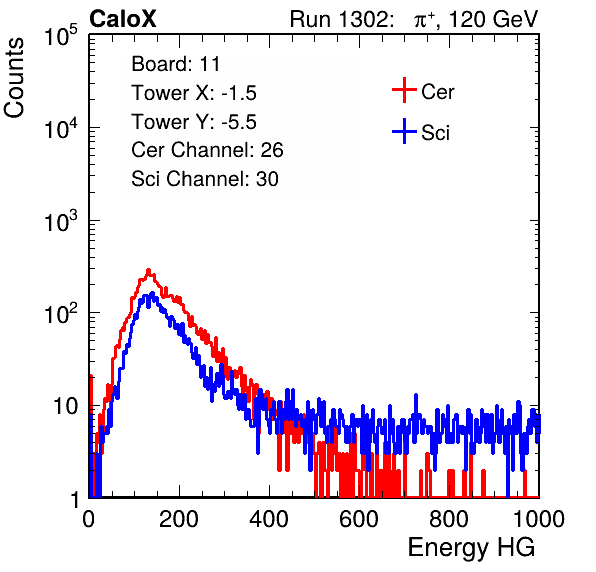 CaloX Run 1302: π⁺, 120 GeV
Board: 11
Tower X: -1.5
Tower Y: -5.5
Cer Channel: 26
Sci Channel: 30
Cer
Sci
Counts
10⁵
10⁴
10³
10²
10
1
0 200 400 600 800 1000
Energy HG